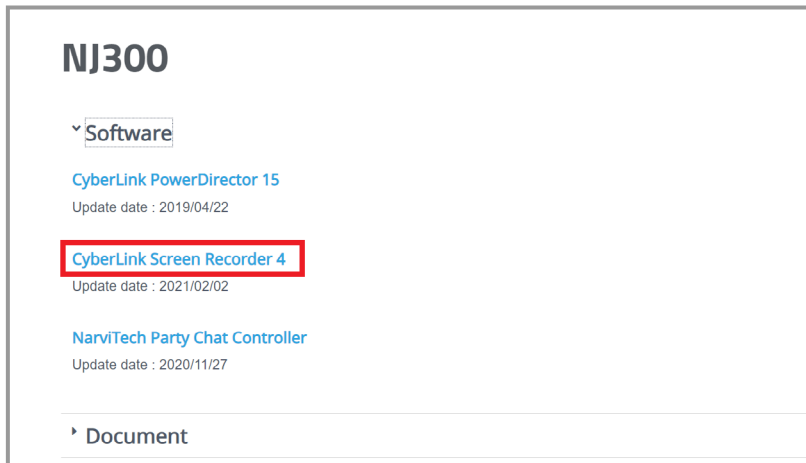 NJ300
Software
CyberLink PowerDirector 15
Update date : 2019/04/22
CyberLink Screen Recorder 4
Update date : 2021/02/02
NarviTech Party Chat Controller
Update date : 2020/11/27
Document